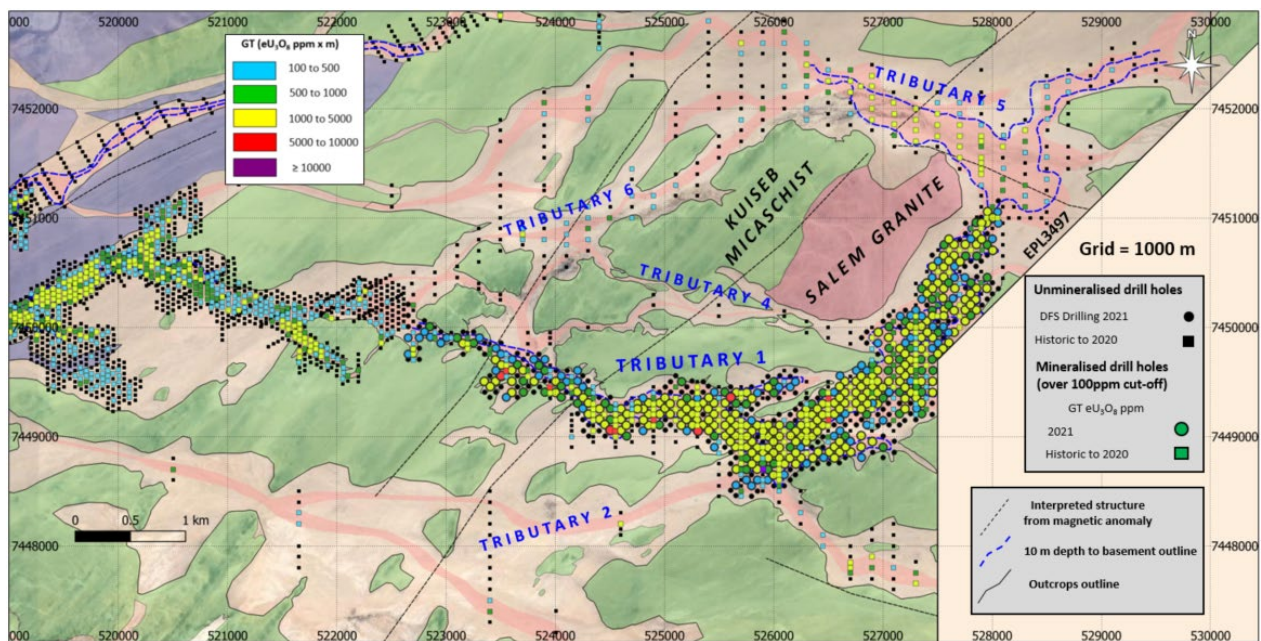 000 520000 521000 522000 523000 524000 525000 526000 527000 528000 529000 530000
N
GT (eU₃O₈ ppm x m)
100 to 500
500 to 1000
1000 to 5000
5000 to 10000
≥ 10000
7452000
7451000
7450000
7449000
7448000
TRIBUTARY 5
TRIBUTARY 6
KUISEB
MICASCHIST
SALEM GRANITE
TRIBUTARY 4
TRIBUTARY 1
TRIBUTARY 2
EPL3497
Grid = 1000 m
Unmineralised drill holes
DFS Drilling 2021
Historic to 2020
Mineralised drill holes
(over 100ppm cut-off)
GT eU₃O₈ ppm
2021
Historic to 2020
Interpreted structure
from magnetic anomaly
10 m depth to basement outline
Outcrops outline
0 0.5 1 km
000 520000 521000 522000 523000 524000 525000 526000 527000 528000 529000 530000